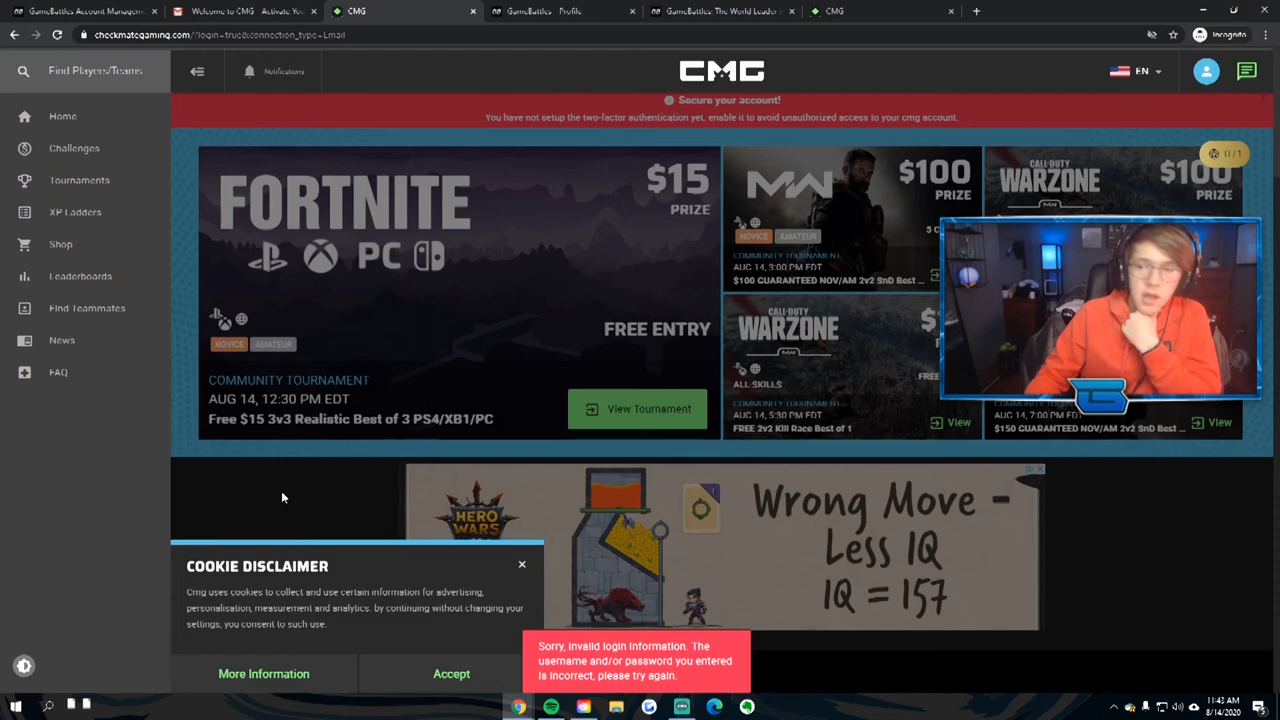 GameBattles Accounts Managemen
Welcome to CMG - Activate Yo
CMG
GameBattles - Profile
GameBattles: The World Leader
CMG
checkmategaming.com/?login=true&connection_type=Email
Incognito
Find Players/Teams
Notifications
CMG
EN
Secure your account!
You have not setup the two-factor authentication yet. enable it to avoid unauthorized access to your cmg account.
Home
Challenges
Tournaments
XP Ladders
Shop
Leaderboards
Find Teammates
News
FAQ
FORTNITE
PC
$15
PRIZE
NOVICE AMATEUR
FREE ENTRY
COMMUNITY TOURNAMENT
AUG 14, 12:30 PM EDT
Free $15 3v3 Realistic Best of 3 PS4/XB1/PC
View Tournament
MW
$100
PRIZE
NOVICE AMATEUR
COMMUNITY TOURNAMENT
AUG 14, 3:00 PM EDT
$100 GUARANTEED NOV/AM 2v2 SnD Best ...
CALL·DUTY
WARZONE
$100
PRIZE
0/1
CALL·DUTY
WARZONE
ALL SKILLS
COMMUNITY TOURNAMENT
AUG 14, 5:30 PM EDT
FREE 2v2 Kill Race Best of 1
View
AUG 14, 7:00 PM EDT
$150 GUARANTEED NOV/AM 2v2 SnD Best ...
View
HERO
WARS
Wrong Move -
Less IQ
IQ = 157
COOKIE DISCLAIMER
Cmg uses cookies to collect and use certain information for advertising,
personalisation, measurement and analytics. by continuing without changing your
settings, you consent to such use.
More Information
Accept
Sorry, invalid login information. The
username and/or password you entered
is incorrect, please try again.
11:43 AM
8/14/2020